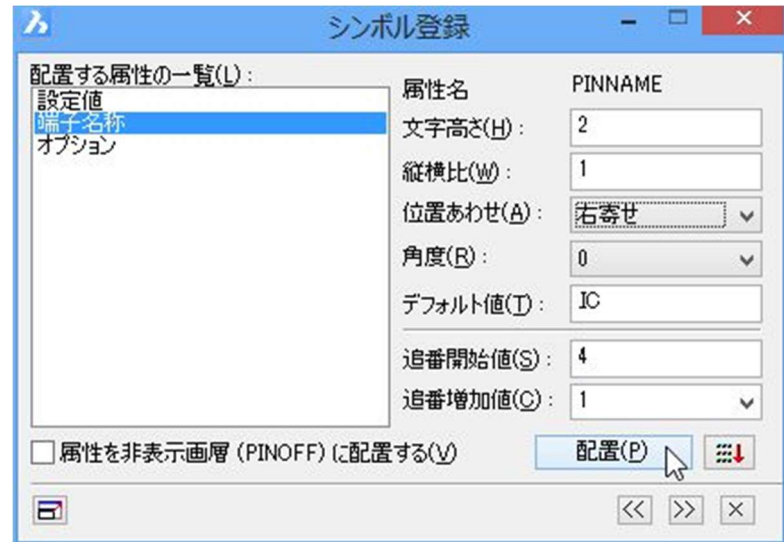 シンボル登録
配置する属性の一覧(L):
設定値
端子名称
オプション
属性名 PINNAME
文字高さ(H): 2
縦横比(W): 1
位置あわせ(A): 右寄せ
角度(R): 0
デフォルト値(T): IC
追番開始値(S): 4
追番増加値(C): 1
属性を非表示画層 (PINOFF) に配置する(V)
配置(P)
<< >> ×